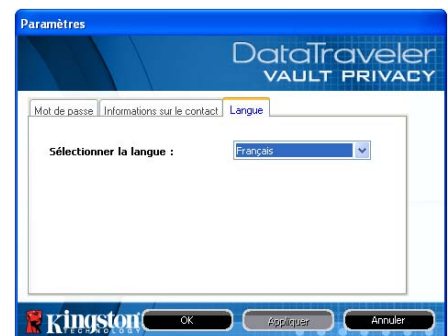 Paramètres
DataTraveler
VAULT PRIVACY
Mot de passe Informations sur le contact Langue
Sélectionner la langue : Français
Kingston
TECHNOLOGY
OK Appliquer Annuler